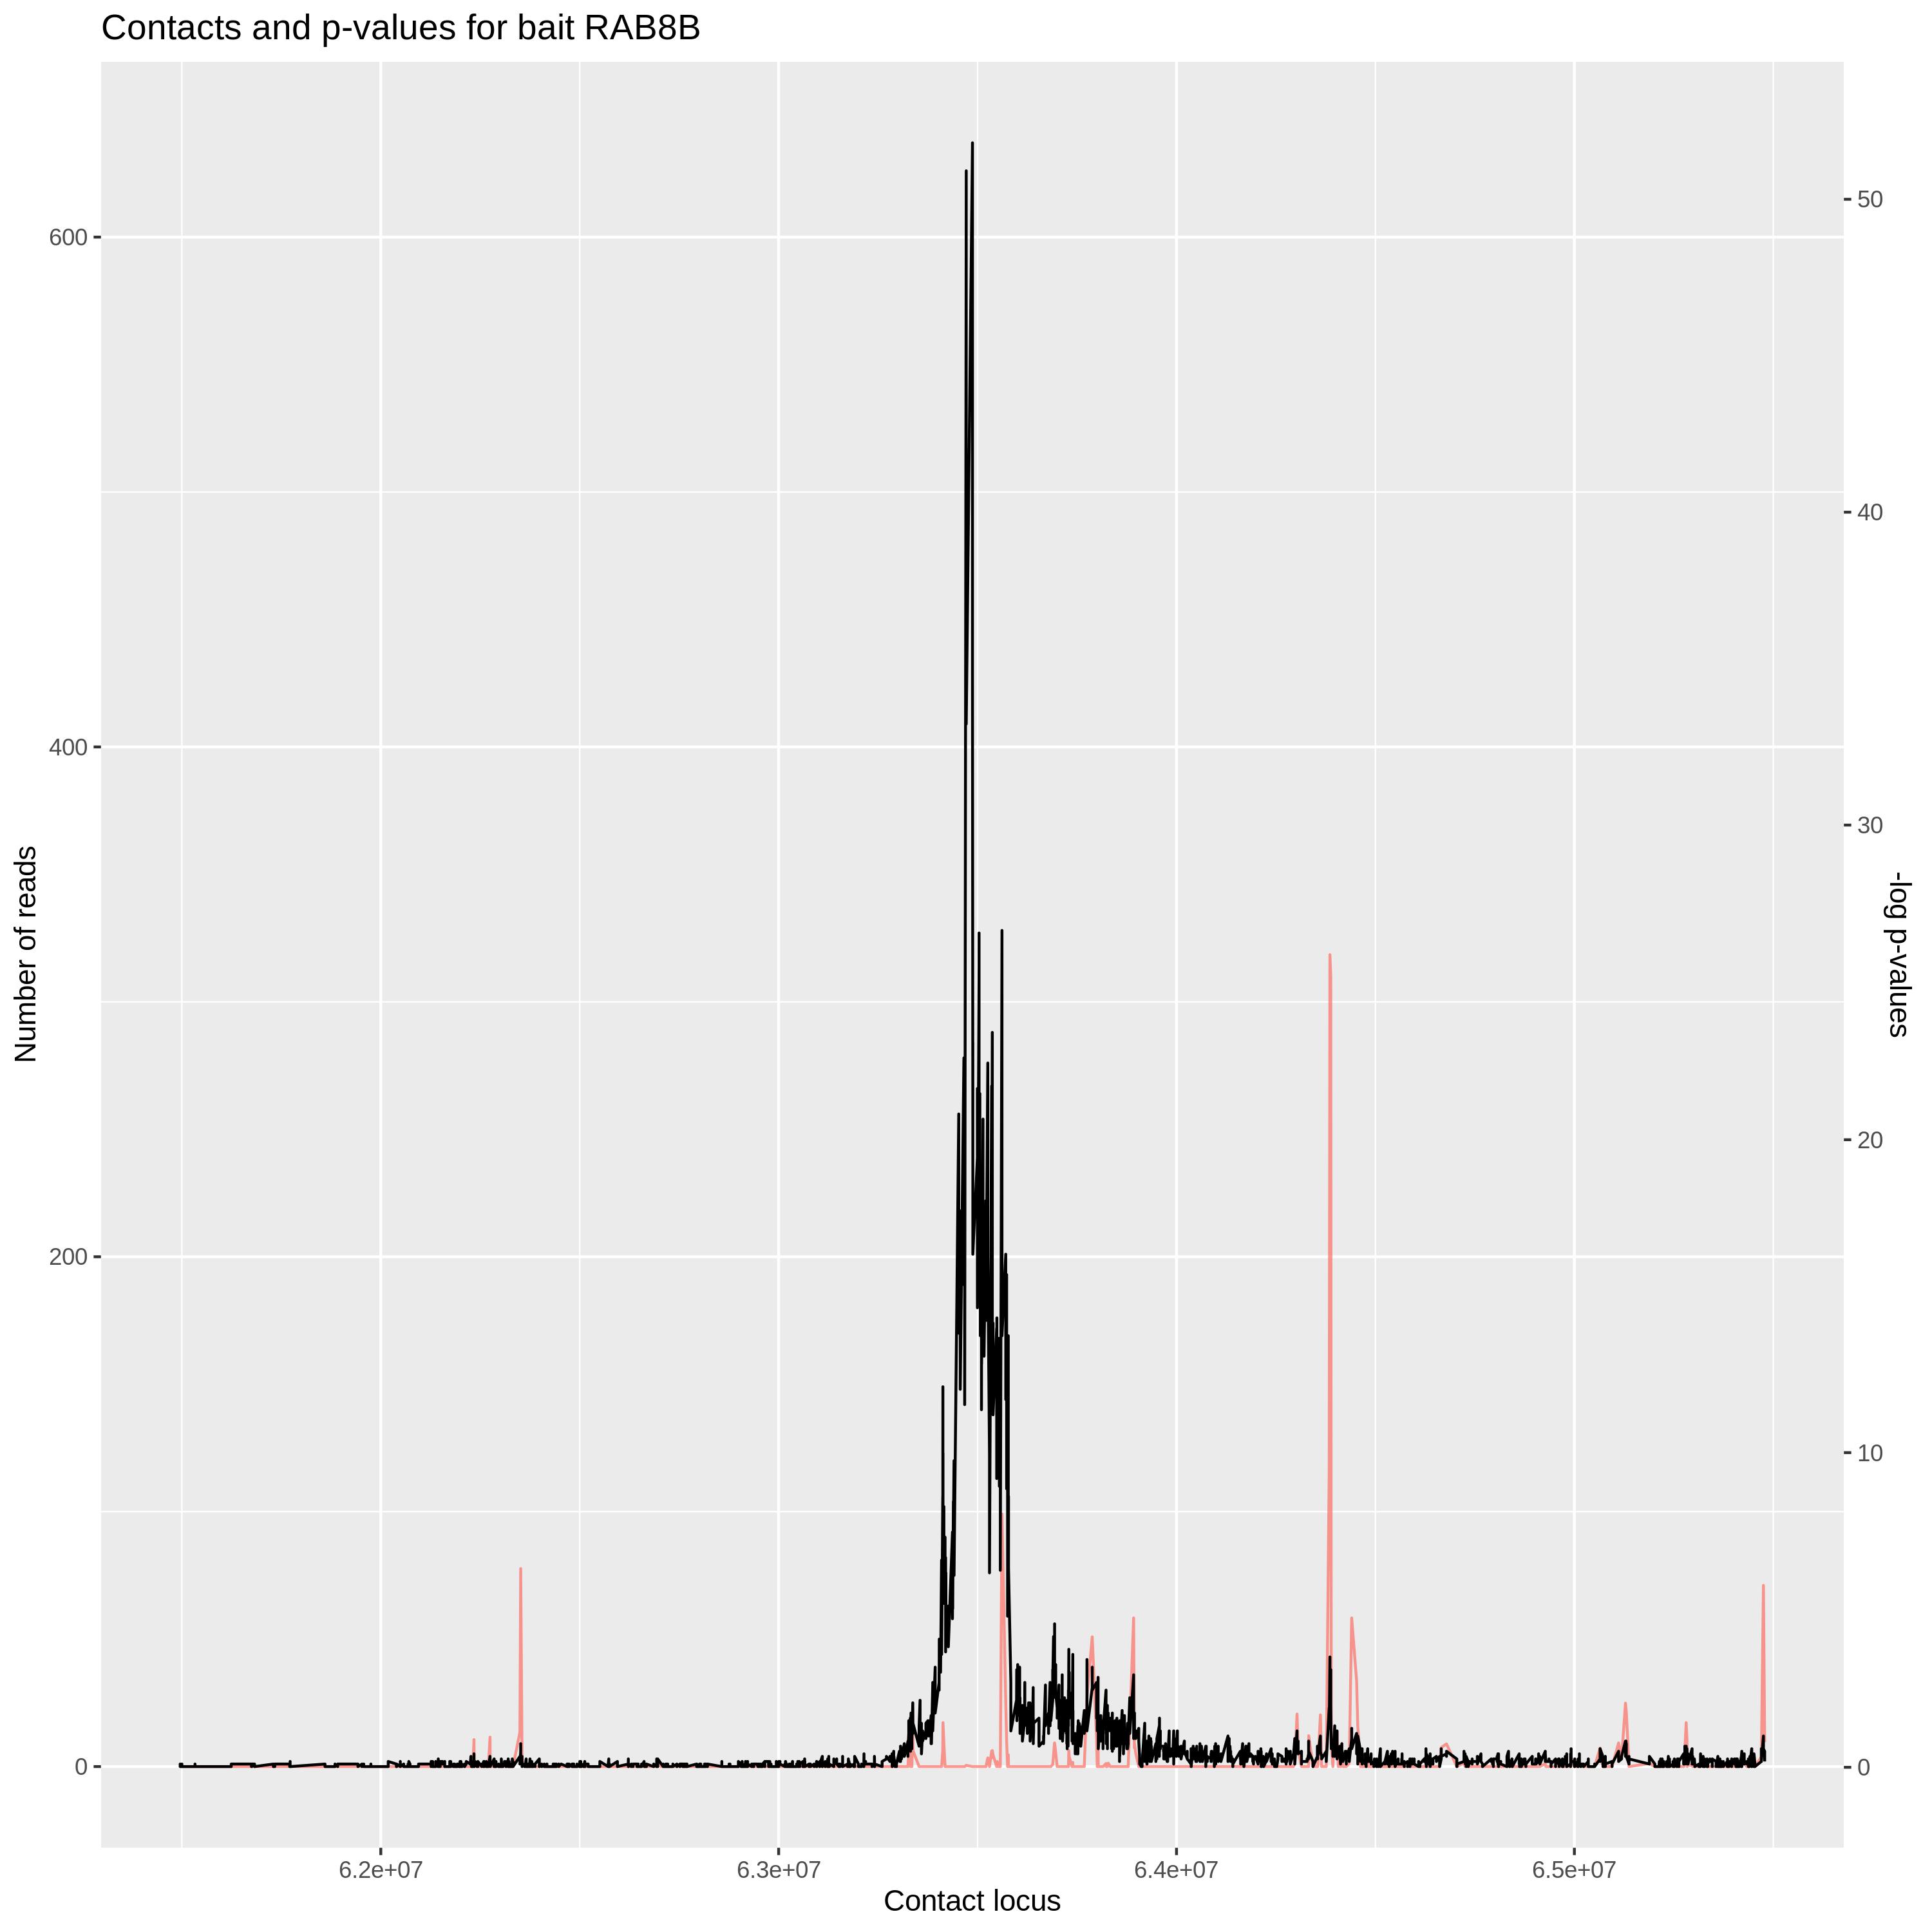 Contacts and p-values for bait RAB8B
600
400
200
0
50
40
30
20
10
0
Number of reads
-log p-values
6.2e+07 6.3e+07 6.4e+07 6.5e+07
Contact locus